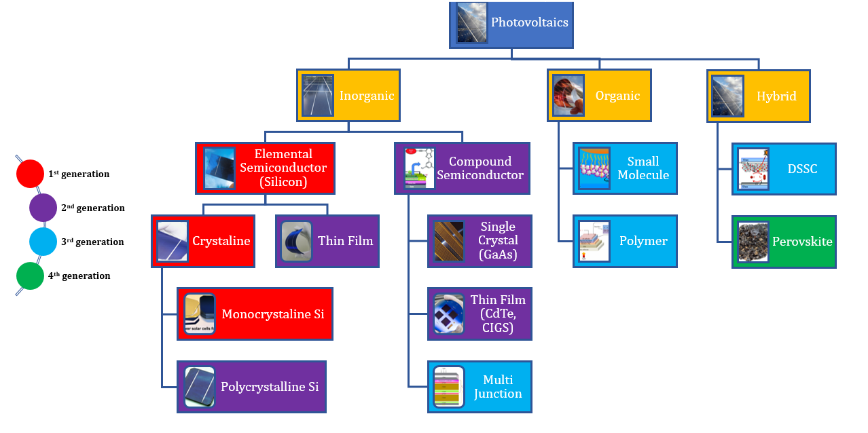 Photovoltaics
Inorganic
Organic
Hybrid
Elemental
Semiconductor
(Silicon)
Compound
Semiconductor
Small
Molecule
DSSC
1st generation
2nd generation
3rd generation
4th generation
Crystaline
Thin Film
Single
Crystal
(GaAs)
Polymer
Perovskite
Monocrystaline Si
Thin Film
(CdTe,
CIGS)
Polycrystalline Si
Multi
Junction